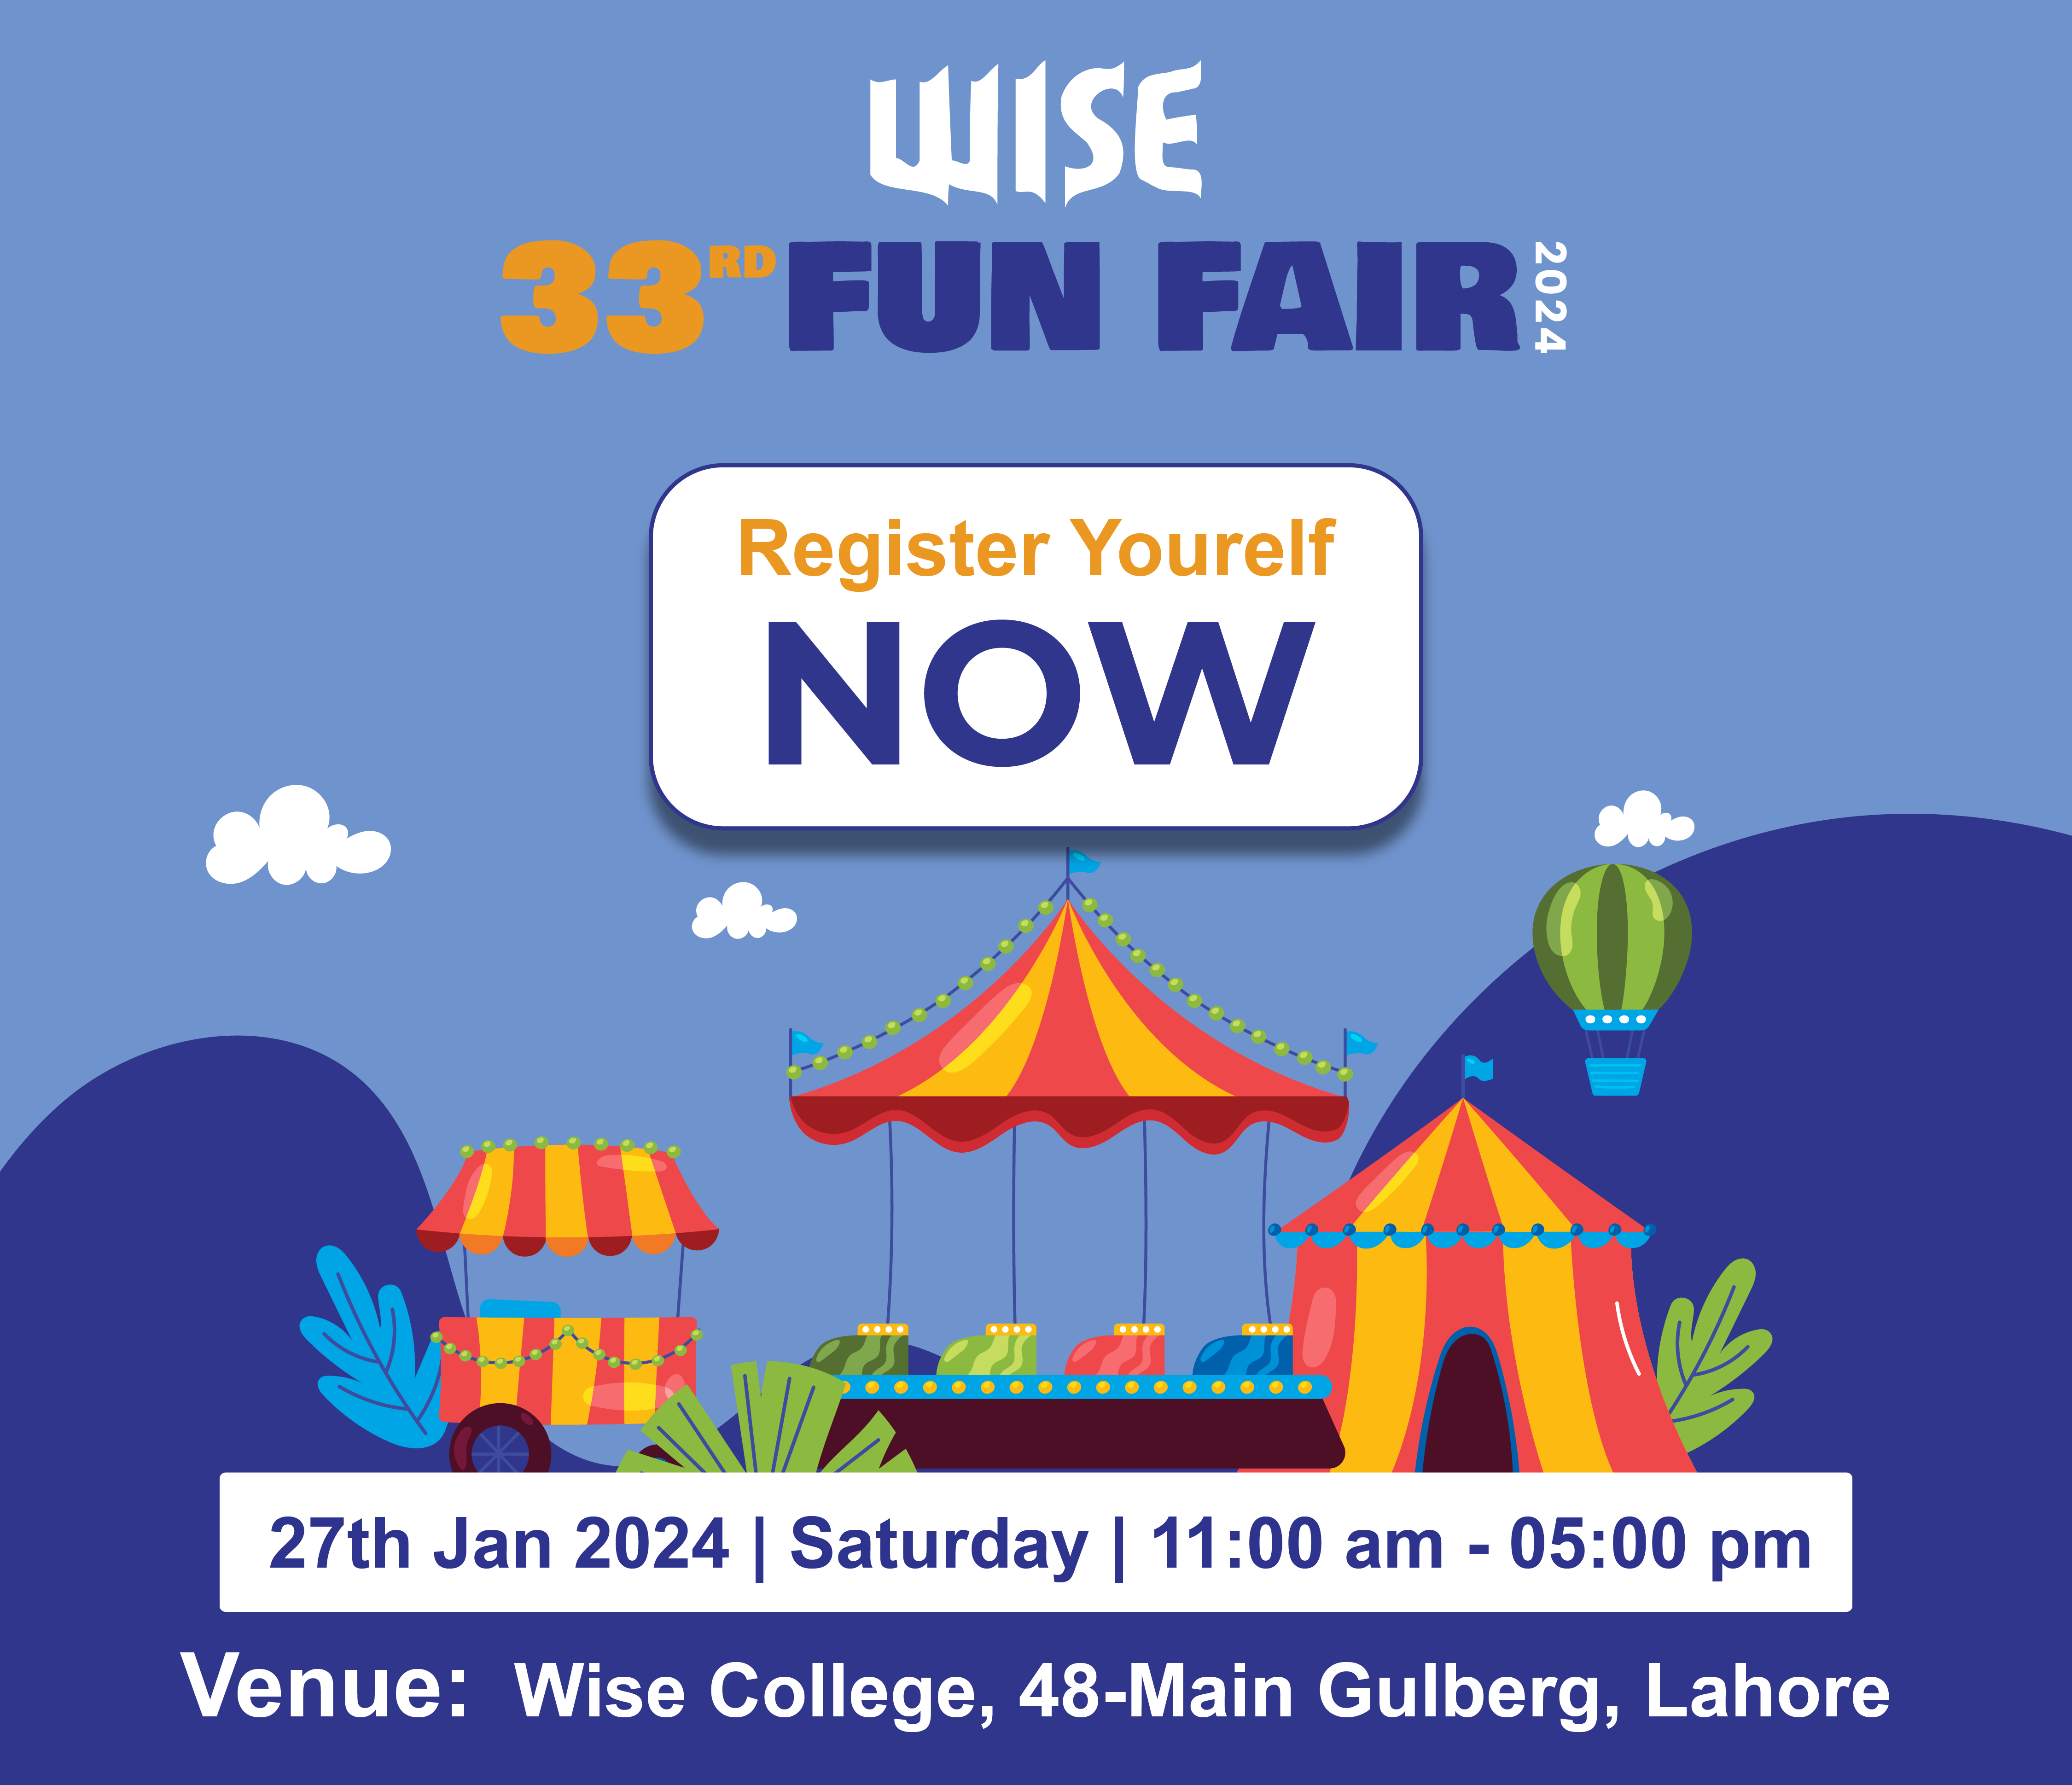 WISE
33RD FUN FAIR 2024
Register Yourelf
NOW
27th Jan 2024 | Saturday | 11:00 am - 05:00 pm
Venue: Wise College, 48-Main Gulberg, Lahore